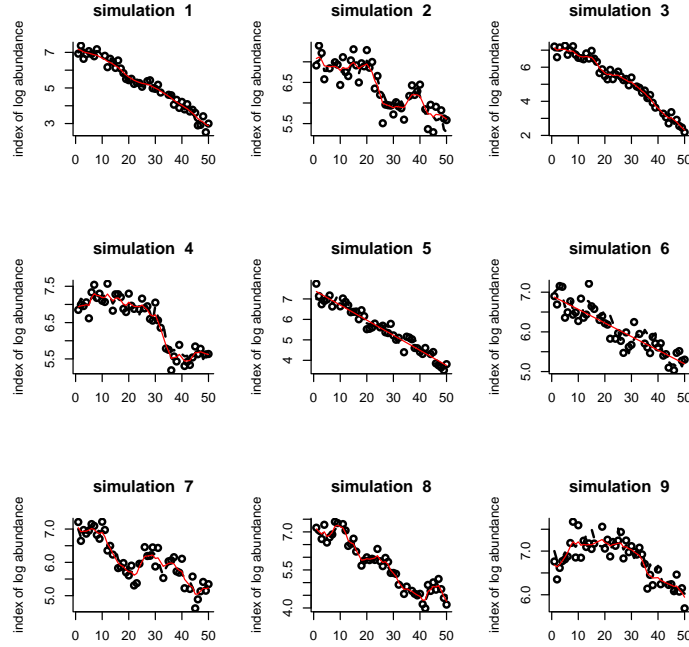 simulation 1
simulation 2
simulation 3
index of log abundance
7
5
3
0 10 20 30 40 50
index of log abundance
6.5
5.5
0 10 20 30 40 50
index of log abundance
6
4
2
0 10 20 30 40 50
simulation 4
simulation 5
simulation 6
index of log abundance
7.5
6.5
5.5
0 10 20 30 40 50
index of log abundance
7
6
5
4
0 10 20 30 40 50
index of log abundance
7.0
6.0
5.0
0 10 20 30 40 50
simulation 7
simulation 8
simulation 9
index of log abundance
7.0
6.0
5.0
0 10 20 30 40 50
index of log abundance
7.0
5.5
4.0
0 10 20 30 40 50
index of log abundance
7.0
6.0
0 10 20 30 40 50